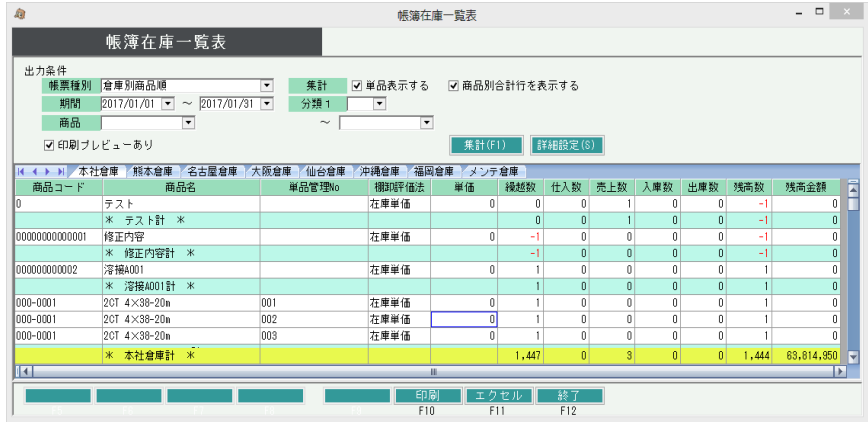 帳簿在庫一覧表
帳簿在庫一覧表
出力条件
帳票種別 倉庫別商品順 集計 単品表示する 商品別合計行を表示する
期間 2017/01/01 ～ 2017/01/31 分類1
商品 ～
印刷プレビューあり 集計(F1) 詳細設定(S)
本社倉庫 熊本倉庫 名古屋倉庫 大阪倉庫 仙台倉庫 沖縄倉庫 福岡倉庫 メンテ倉庫
商品コード 商品名 単品管理No 棚卸評価法 単価 繰越数 仕入数 売上数 入庫数 出庫数 残高数 残高金額
0 テスト 在庫単価 0 0 0 1 0 0 -1 0
＊ テスト計 ＊ 0 0 1 0 0 -1 0
00000000000001 修正内容 在庫単価 0 -1 0 0 0 0 -1 0
＊ 修正内容計 ＊ -1 0 0 0 0 -1 0
000000000002 溶接A001 在庫単価 0 1 0 0 0 0 1 0
＊ 溶接A001計 ＊ 1 0 0 0 0 1 0
000-0001 2CT 4×38-20m 001 在庫単価 0 1 0 0 0 0 1 0
000-0001 2CT 4×38-20m 002 在庫単価 0 1 0 0 0 0 1 0
000-0001 2CT 4×38-20m 003 在庫単価 0 1 0 0 0 0 1 0
＊ 本社倉庫計 ＊ 1,447 0 3 0 0 1,444 63,814,950
印刷 エクセル 終了
F5 F6 F7 F8 F9 F10 F11 F12